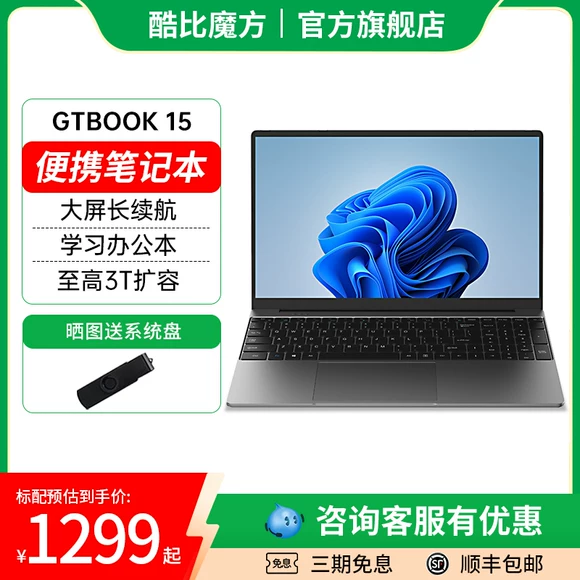 酷比魔方 | 官方旗舰店
GTBOOK 15
便携笔记本
大屏长续航
学习办公本
至高3T扩容
晒图送系统盘
标配预估到手价:
¥1299起
咨询客服有优惠
免息 三期免息 SF 顺丰包邮